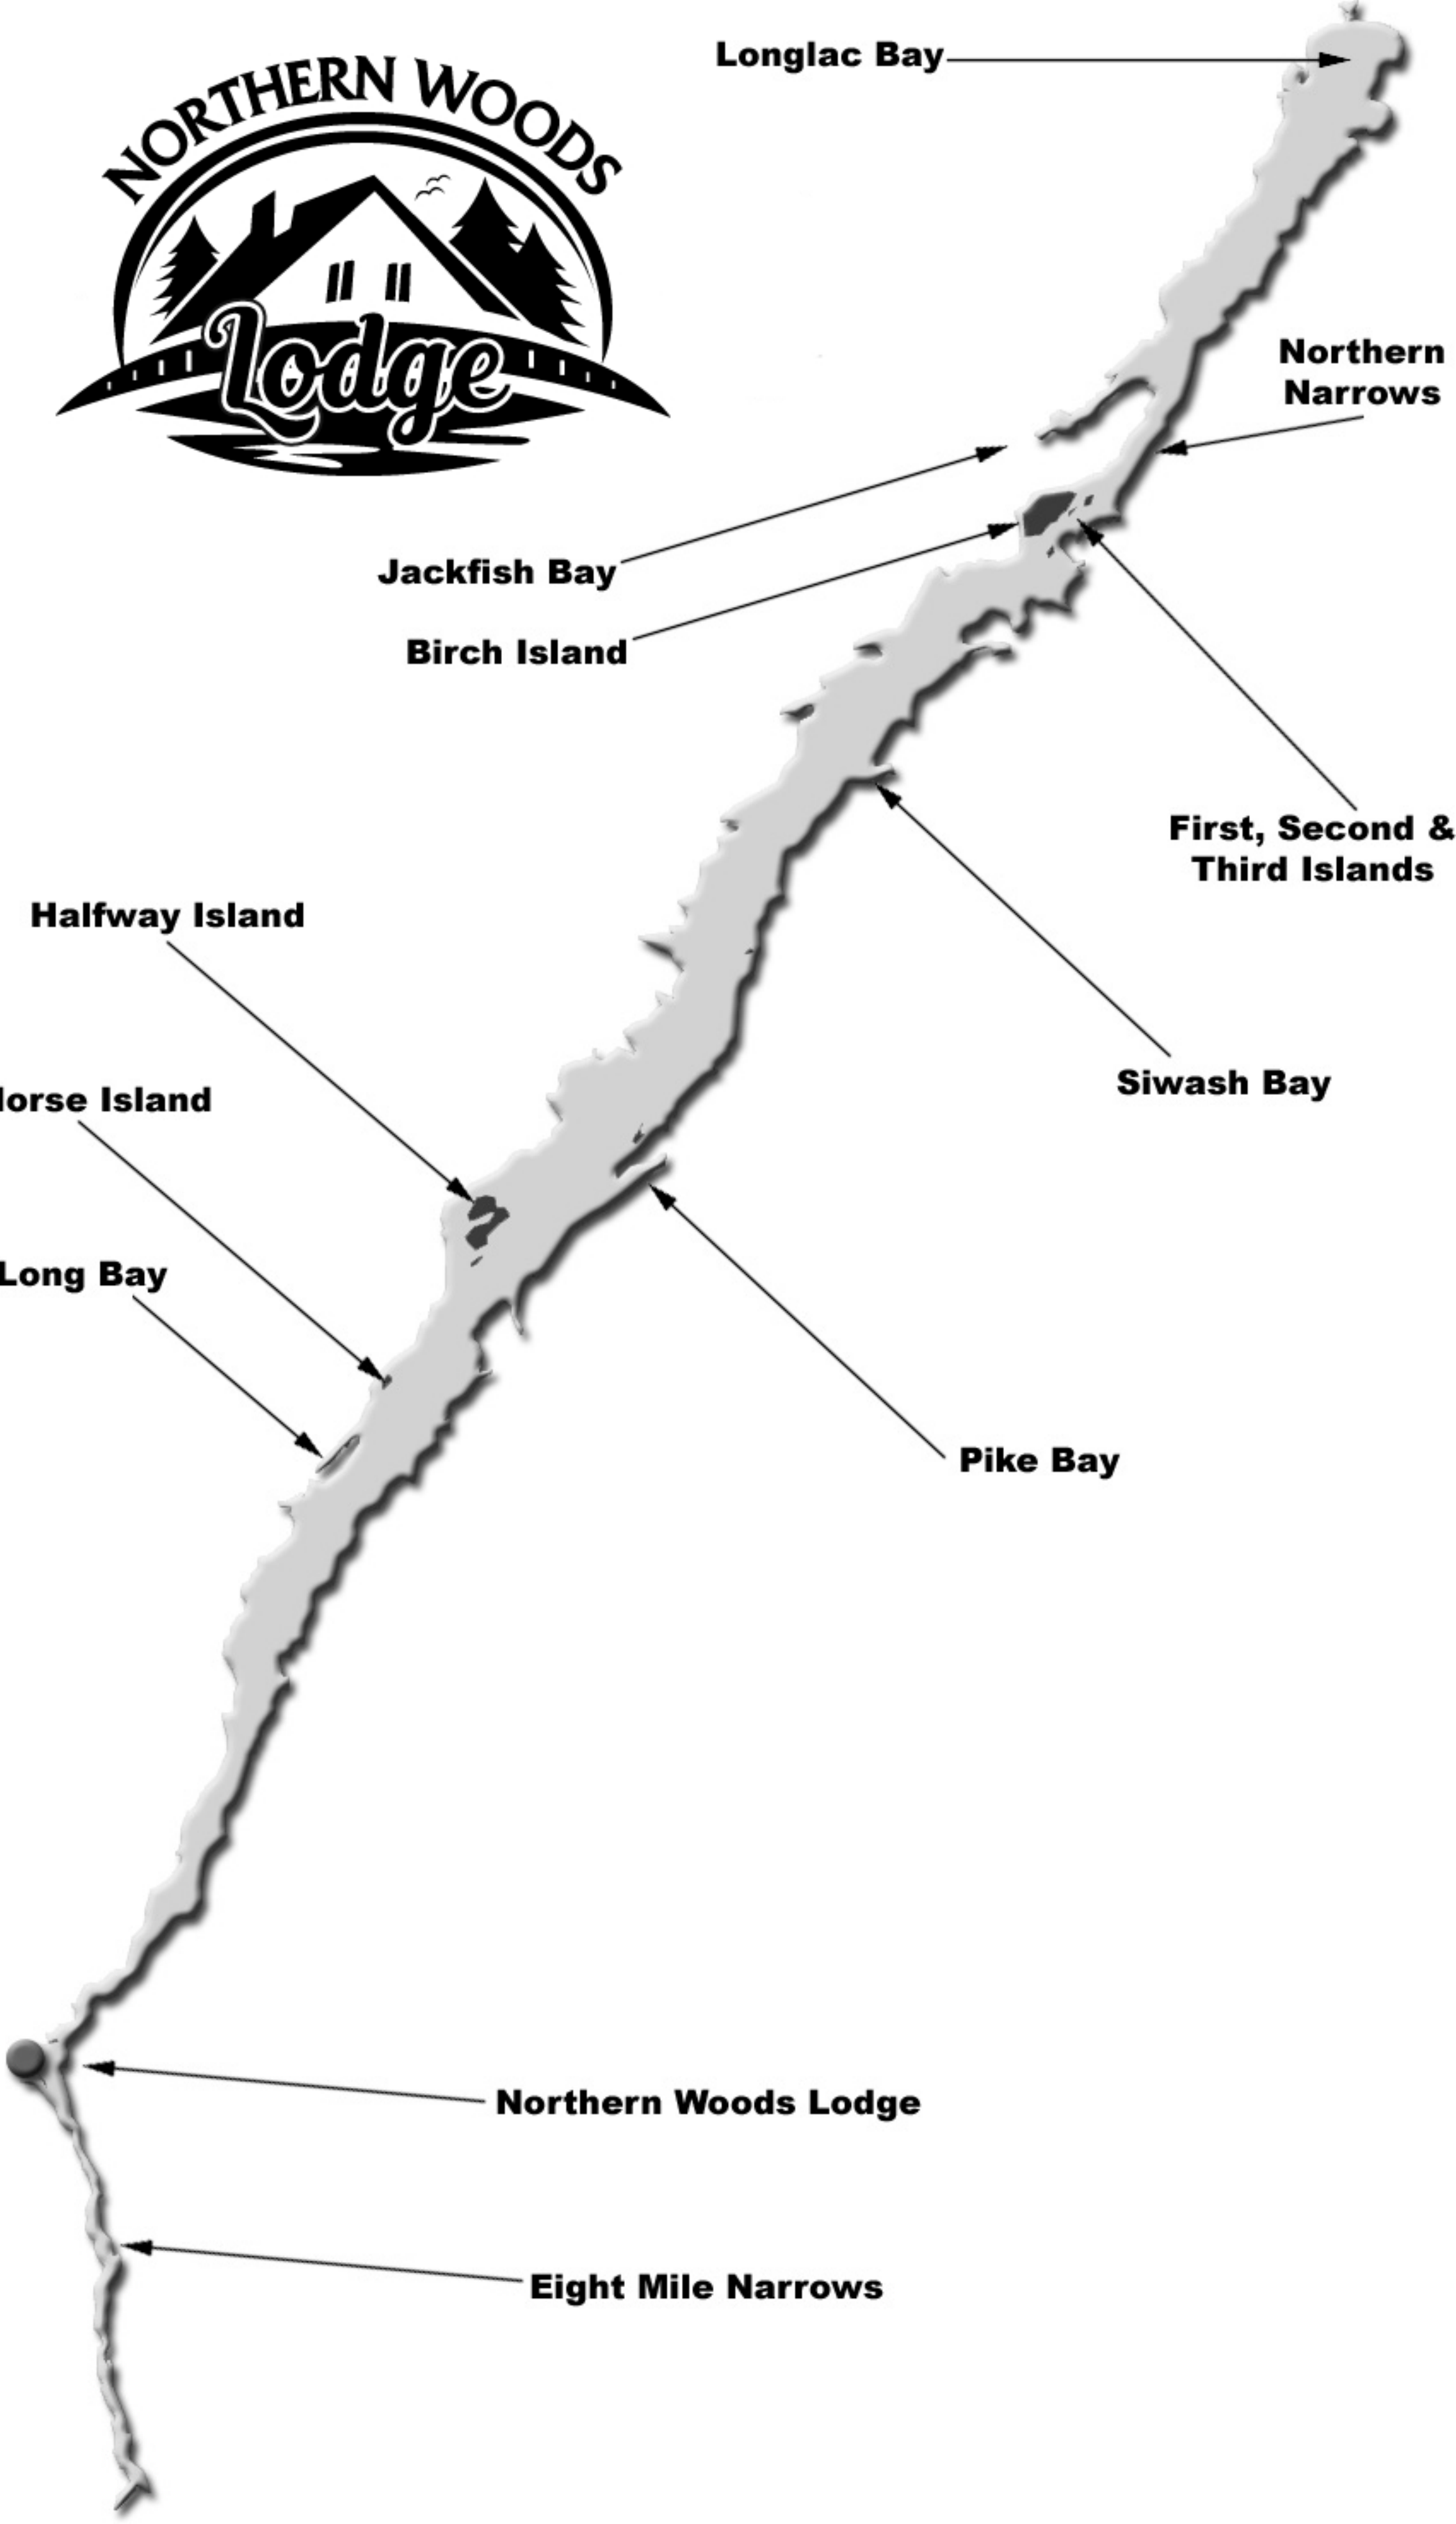 NORTHERN WOODS
Lodge
Longlac Bay
Northern
Narrows
Jackfish Bay
Birch Island
First, Second &
Third Islands
Halfway Island
Siwash Bay
Island
Long Bay
Pike Bay
Northern Woods Lodge
Eight Mile Narrows